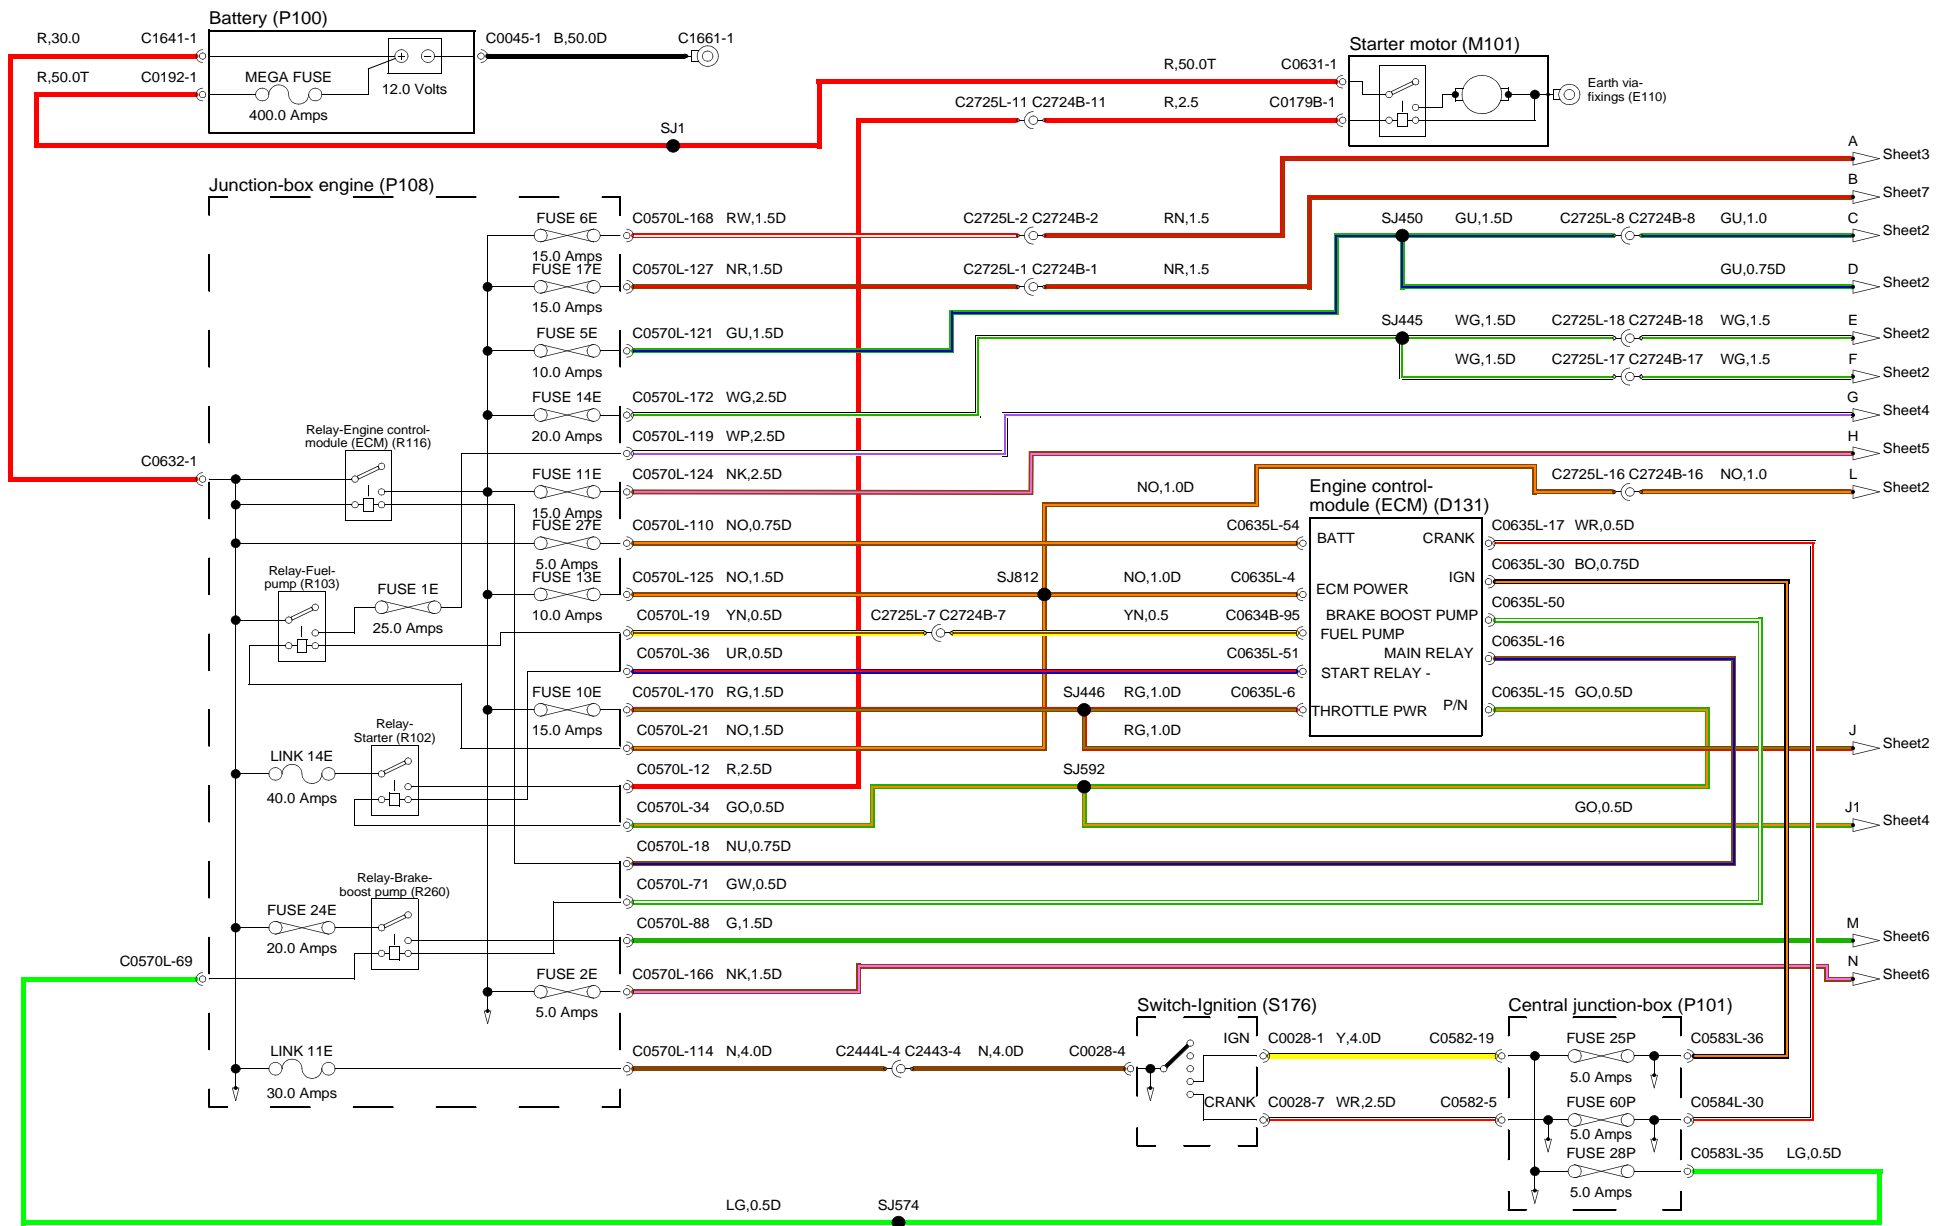 Battery (P100)
R,30.0 C1641-1 C0045-1 B,50.0D C1661-1
Starter motor (M101)
R,50.0T C0192-1 MEGA FUSE 12.0 Volts R,50.0T C0631-1 Earth via-
fixings (E110)
400.0 Amps C2725L-11 C2724B-11 R,2.5 C0179B-1
SJ1
A
Sheet3
Junction-box engine (P108) B
Sheet7
FUSE 6E C0570L-168 RW,1.5D C2725L-2 C2724B-2 RN,1.5 SJ450 GU,1.5D C2725L-8 C2724B-8 GU,1.0 C
Sheet2
15.0 Amps
FUSE 17E C0570L-127 NR,1.5D C2725L-1 C2724B-1 NR,1.5 GU,0.75D D
Sheet2
15.0 Amps
FUSE 5E C0570L-121 GU,1.5D SJ445 WG,1.5D C2725L-18 C2724B-18 WG,1.5 E
Sheet2
10.0 Amps WG,1.5D C2725L-17 C2724B-17 WG,1.5 F
Sheet2
FUSE 14E C0570L-172 WG,2.5D G
Sheet4
20.0 Amps
Relay-Engine control-
module (ECM) (R116)
C0570L-119 WP,2.5D H
Sheet5
C0632-1 FUSE 11E C0570L-124 NK,2.5D NO,1.0D C2725L-16 C2724B-16 NO,1.0 L
Sheet2
15.0 Amps
Engine control-
module (ECM) (D131)
FUSE 27E C0570L-110 NO,0.75D C0635L-54 BATT CRANK C0635L-17 WR,0.5D
5.0 Amps
Relay-Fuel-
pump (R103)
FUSE 1E
25.0 Amps
FUSE 13E C0570L-125 NO,1.5D SJ812 NO,1.0D C0635L-4 ECM POWER IGN C0635L-30 BO,0.75D
10.0 Amps C0570L-19 YN,0.5D C2725L-7 C2724B-7 YN,0.5 C0634B-95 BRAKE BOOST PUMP C0635L-50
FUEL PUMP
C0570L-36 UR,0.5D C0635L-51 MAIN RELAY C0635L-16
START RELAY -
FUSE 10E C0570L-170 RG,1.5D SJ446 RG,1.0D C0635L-6 THROTTLE PWR P/N C0635L-15 GO,0.5D
15.0 Amps
Relay-
Starter (R102)
C0570L-21 NO,1.5D RG,1.0D J
Sheet2
LINK 14E C0570L-12 R,2.5D SJ592
40.0 Amps C0570L-34 GO,0.5D GO,0.5D J1
Sheet4
C0570L-18 NU,0.75D
Relay-Brake-
boost pump (R260)
C0570L-71 GW,0.5D
FUSE 24E C0570L-88 G,1.5D M
Sheet6
20.0 Amps
C0570L-69 FUSE 2E C0570L-166 NK,1.5D N
Sheet6
5.0 Amps Switch-Ignition (S176) Central junction-box (P101)
LINK 11E C0570L-114 N,4.0D C2444L-4 C2443-4 N,4.0D C0028-4 IGN C0028-1 Y,4.0D C0582-19 FUSE 25P C0583L-36
30.0 Amps 5.0 Amps
CRANK C0028-7 WR,2.5D C0582-5 FUSE 60P C0584L-30
5.0 Amps
FUSE 28P C0583L-35 LG,0.5D
5.0 Amps
LG,0.5D SJ574